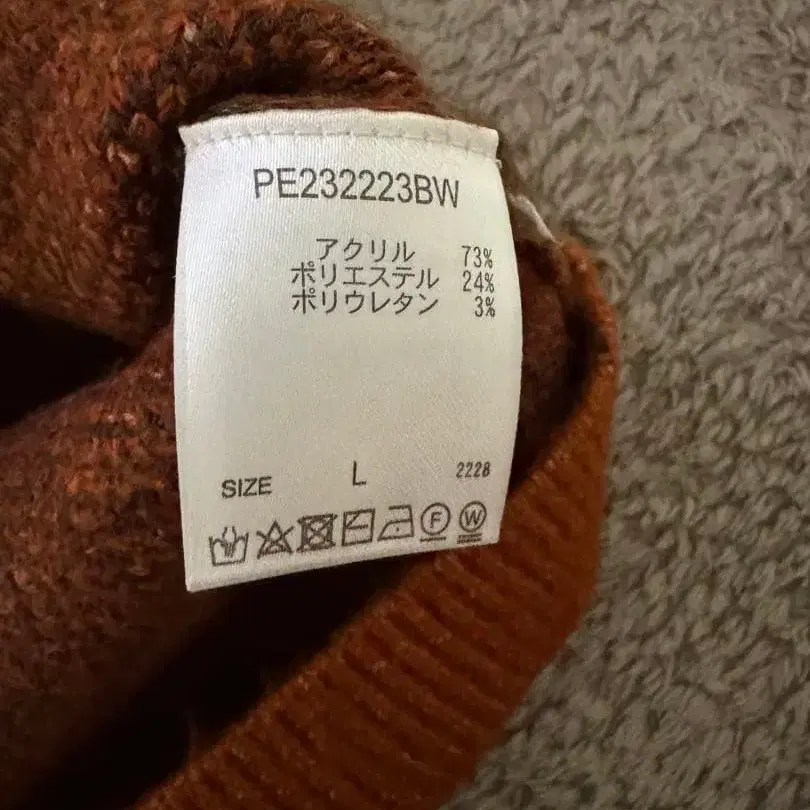 PE232223BW
アクリル 73%
ポリエステル 24%
ポリウレタン 3%
SIZE L 2228
F W